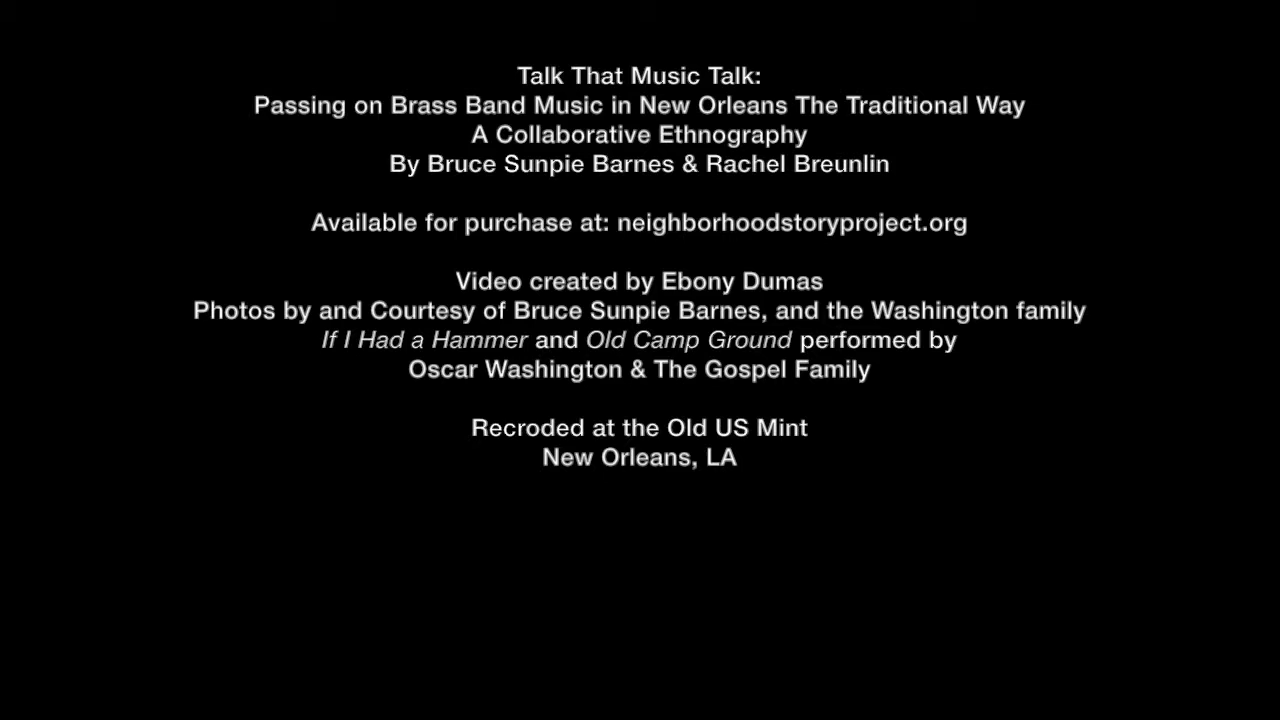 Talk That Music Talk:
Passing on Brass Band Music in New Orleans The Traditional Way
A Collaborative Ethnography
By Bruce Sunpie Barnes & Rachel Breunlin
Available for purchase at: neighborhoodstoryproject.org
Video created by Ebony Dumas
Photos by and Courtesy of Bruce Sunpie Barnes, and the Washington family
If I Had a Hammer and Old Camp Ground performed by
Oscar Washington & The Gospel Family
Recroded at the Old US Mint
New Orleans, LA